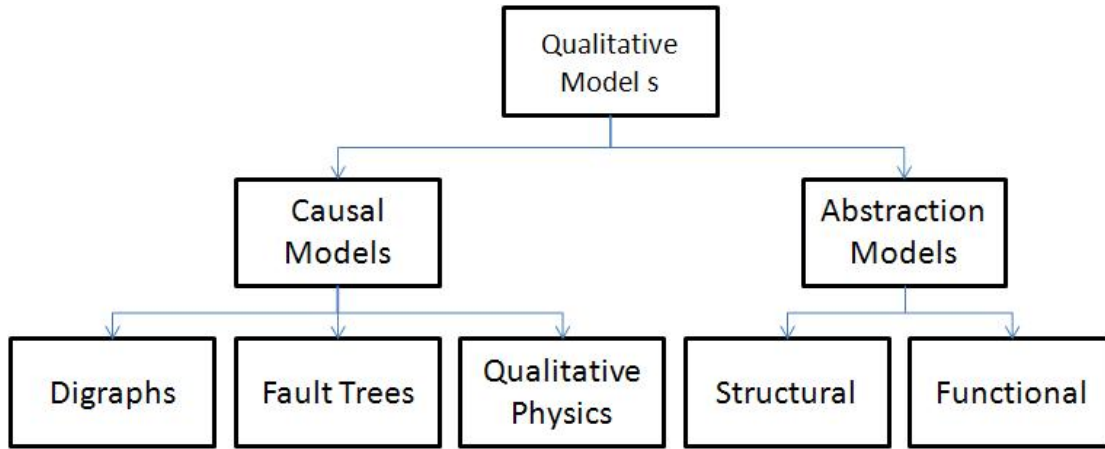 Qualitative
Model s
Causal
Models
Abstraction
Models
Digraphs
Fault Trees
Qualitative
Physics
Structural
Functional